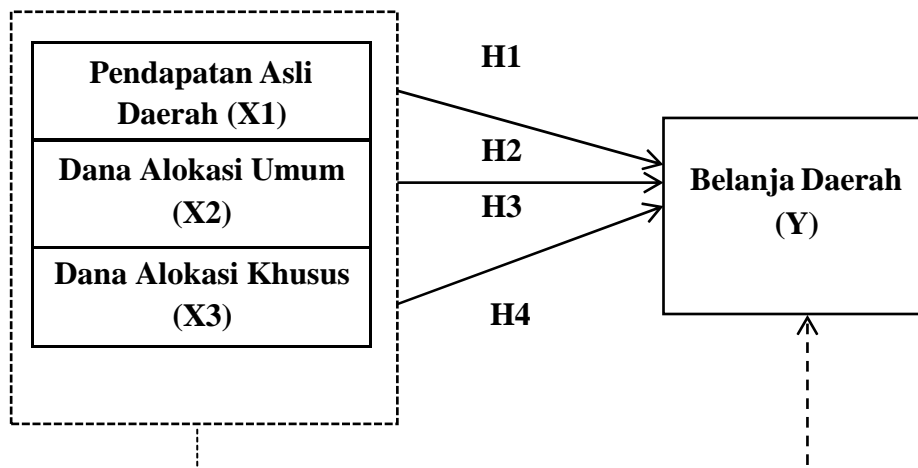 Pendapatan Asli
Daerah (X1)
Dana Alokasi Umum
(X2)
Dana Alokasi Khusus
(X3)
H1
H2
H3
H4
Belanja Daerah
(Y)